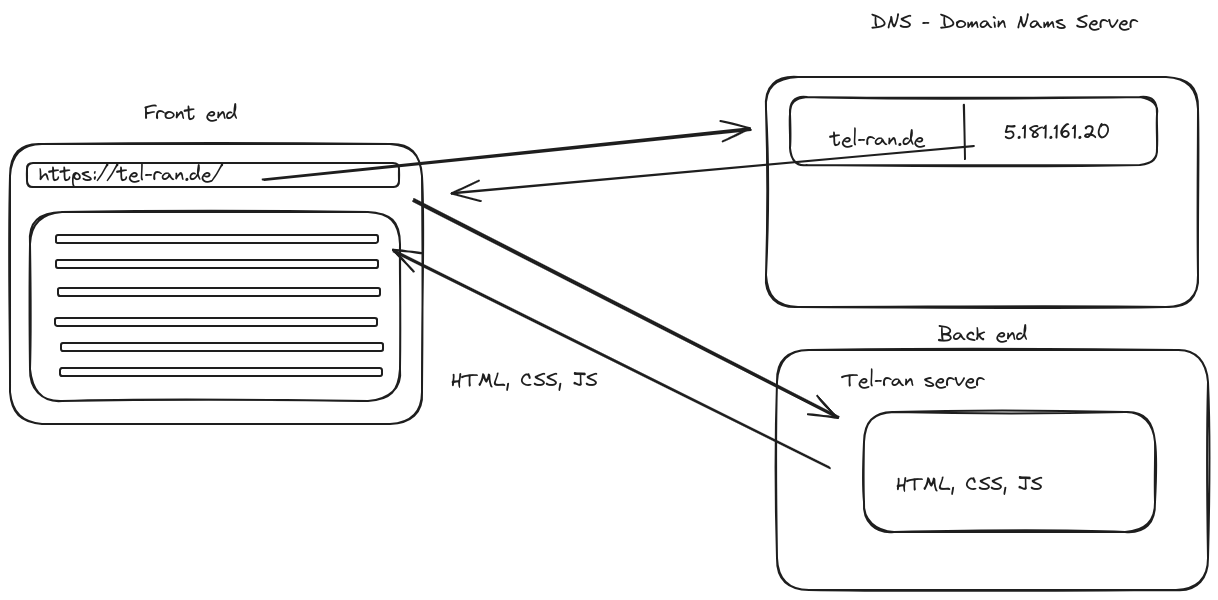 DNS - Domain Nams Server
Front end
https://tel-ran.de/
tel-ran.de
5.181.161.20
Back end
Tel-ran server
HTML, CSS, JS
HTML, CSS, JS